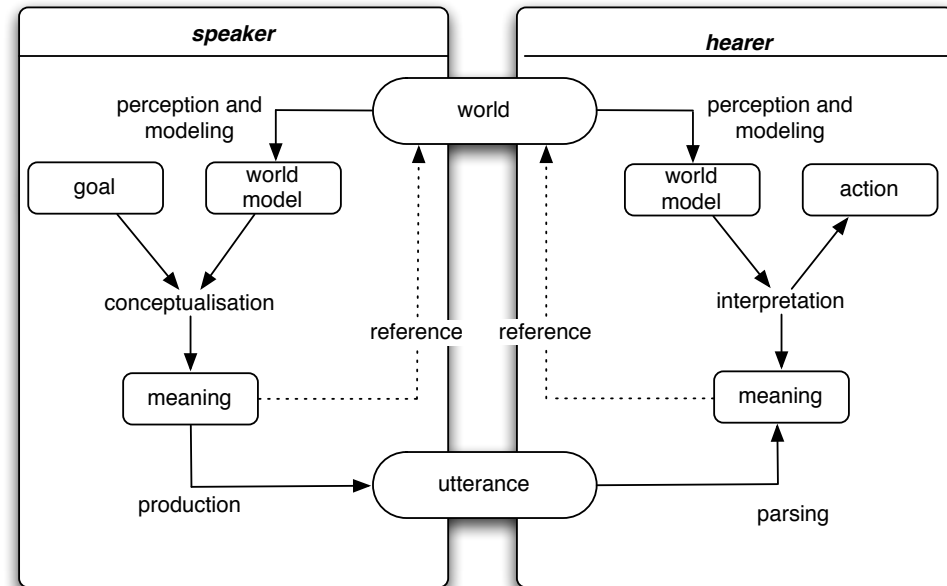 speaker
hearer
world
perception and
modeling
perception and
modeling
goal
world
model
world
model
action
conceptualisation
interpretation
reference
reference
meaning
meaning
utterance
production
parsing